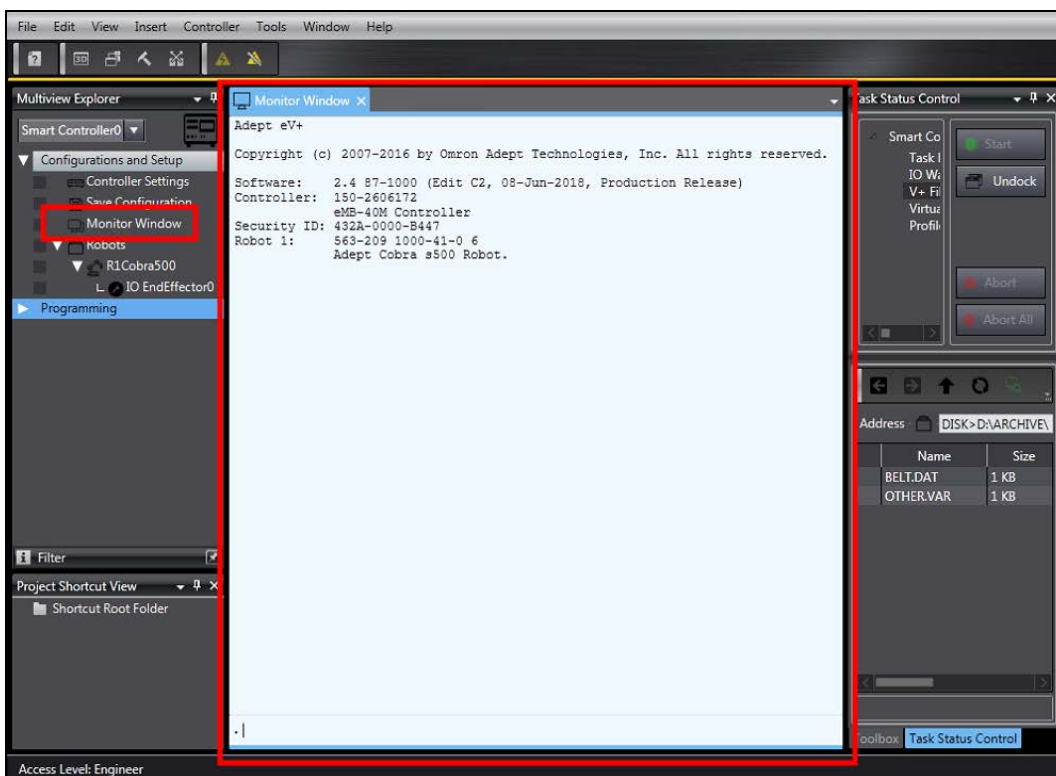 File Edit View Insert Controller Tools Window Help
Multiview Explorer
Smart Controller0
Configurations and Setup
Controller Settings
Save Configuration
Monitor Window
Robots
R1Cobra500
IO EndEffector0
Programming
Filter
Project Shortcut View
Shortcut Root Folder
Monitor Window
Adept eV+
Copyright (c) 2007-2016 by Omron Adept Technologies, Inc. All rights reserved.
Software: 2.4 87-1000 (Edit C2, 08-Jun-2018, Production Release)
Controller: 150-2606172
eMB-40M Controller
Security ID: 432A-0000-B447
Robot 1: 563-209 1000-41-0 6
Adept Cobra s500 Robot.
.
Task Status Control
Smart Co
Task
IO Wa
V+ Fi
Virtua
Profil
Start
Undock
Abort
Abort All
Address DISK>D:\ARCHIVE\
Name Size
BELT.DAT 1 KB
OTHER.VAR 1 KB
Toolbox Task Status Control
Access Level: Engineer